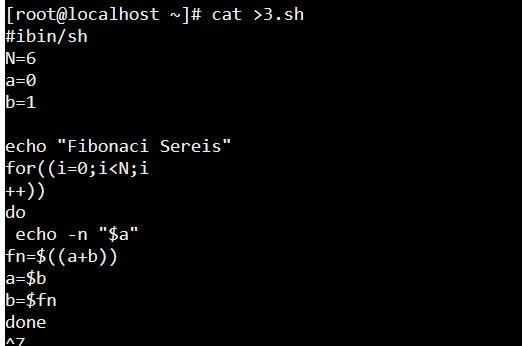 [root@localhost ~]# cat >3.sh
#ibin/sh
N=6
a=0
b=1
echo "Fibonaci Sereis"
for((i=0;i<N;i
++))
do
echo -n "$a"
fn=$((a+b))
a=$b
b=$fn
done
^Z